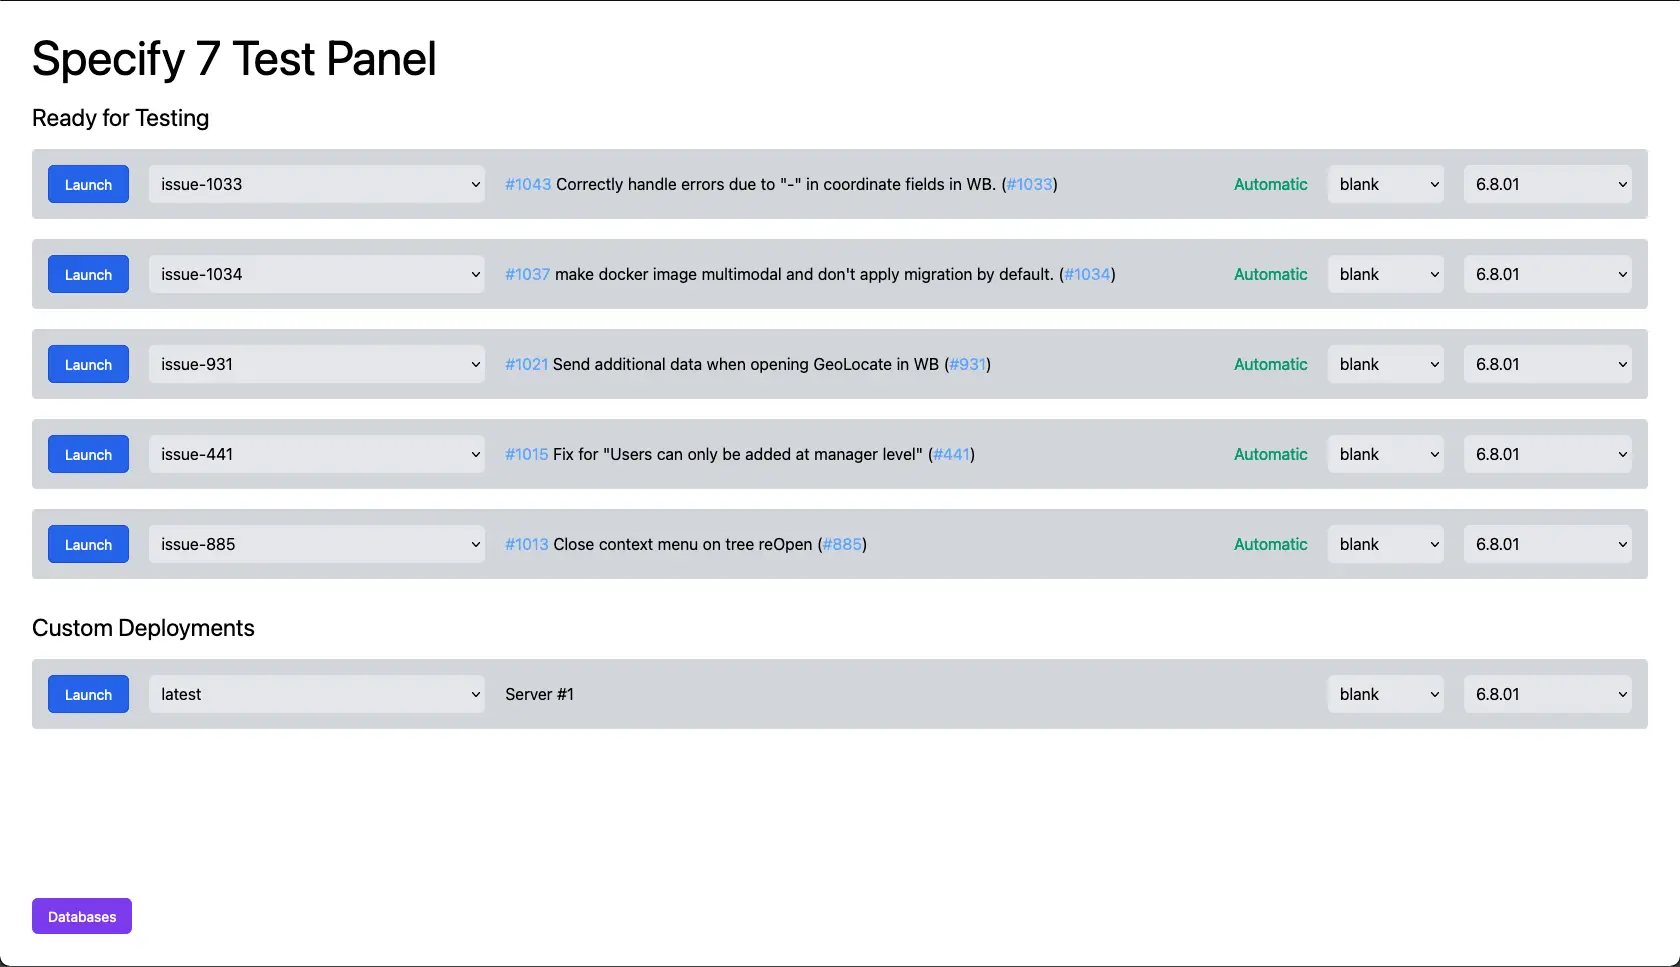 Specify 7 Test Panel
Ready for Testing
Launch issue-1033 #1043 Correctly handle errors due to "-" in coordinate fields in WB. (#1033) Automatic blank 6.8.01
Launch issue-1034 #1037 make docker image multimodal and don't apply migration by default. (#1034) Automatic blank 6.8.01
Launch issue-931 #1021 Send additional data when opening GeoLocate in WB (#931) Automatic blank 6.8.01
Launch issue-441 #1015 Fix for "Users can only be added at manager level" (#441) Automatic blank 6.8.01
Launch issue-885 #1013 Close context menu on tree reOpen (#885) Automatic blank 6.8.01
Custom Deployments
Launch latest Server #1 blank 6.8.01
Databases